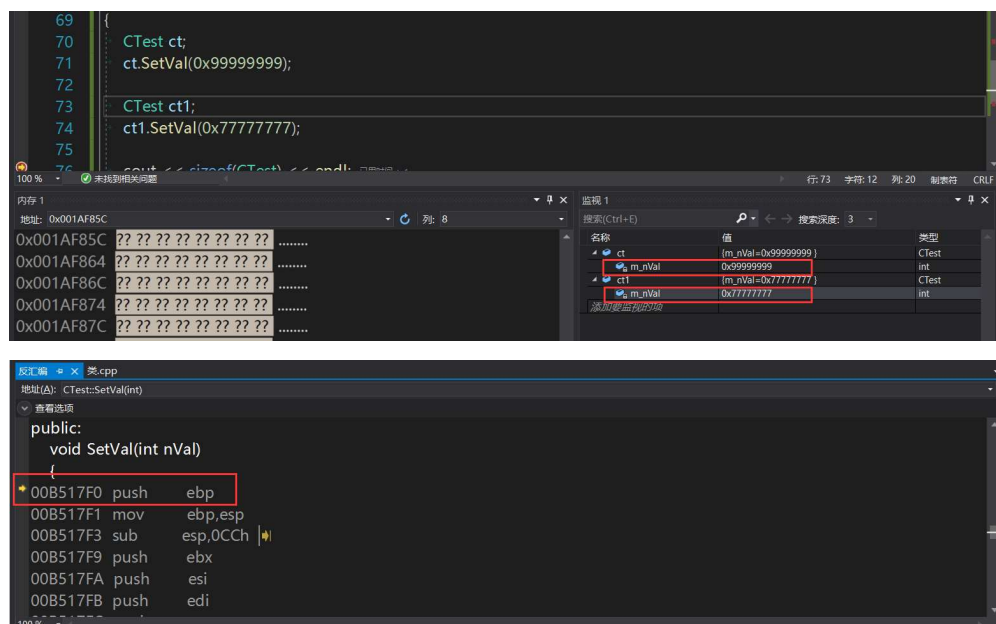 69 {
70 CTest ct;
71 ct.SetVal(0x99999999);
72
73 CTest ct1;
74 ct1.SetVal(0x77777777);
75
76 cout << sizeof(CTest) << endl;
100 % 未找到相关问题 行: 73 字符: 12 列: 20 制表符 CRLF
内存 1
地址: 0x001AF85C 列: 8
0x001AF85C ?? ?? ?? ?? ?? ?? ?? ?? ........
0x001AF864 ?? ?? ?? ?? ?? ?? ?? ?? ........
0x001AF86C ?? ?? ?? ?? ?? ?? ?? ?? ........
0x001AF874 ?? ?? ?? ?? ?? ?? ?? ?? ........
0x001AF87C ?? ?? ?? ?? ?? ?? ?? ?? ........
监视 1
搜索(Ctrl+E) 搜索深度: 3
名称 值 类型
ct {m_nVal=0x99999999 } CTest
m_nVal 0x99999999 int
ct1 {m_nVal=0x77777777 } CTest
m_nVal 0x77777777 int
添加要监视的项
反汇编 类.cpp
地址(A): CTest::SetVal(int)
查看选项
public:
void SetVal(int nVal)
{
00B517F0 push ebp
00B517F1 mov ebp,esp
00B517F3 sub esp,0CCh
00B517F9 push ebx
00B517FA push esi
00B517FB push edi
100 %